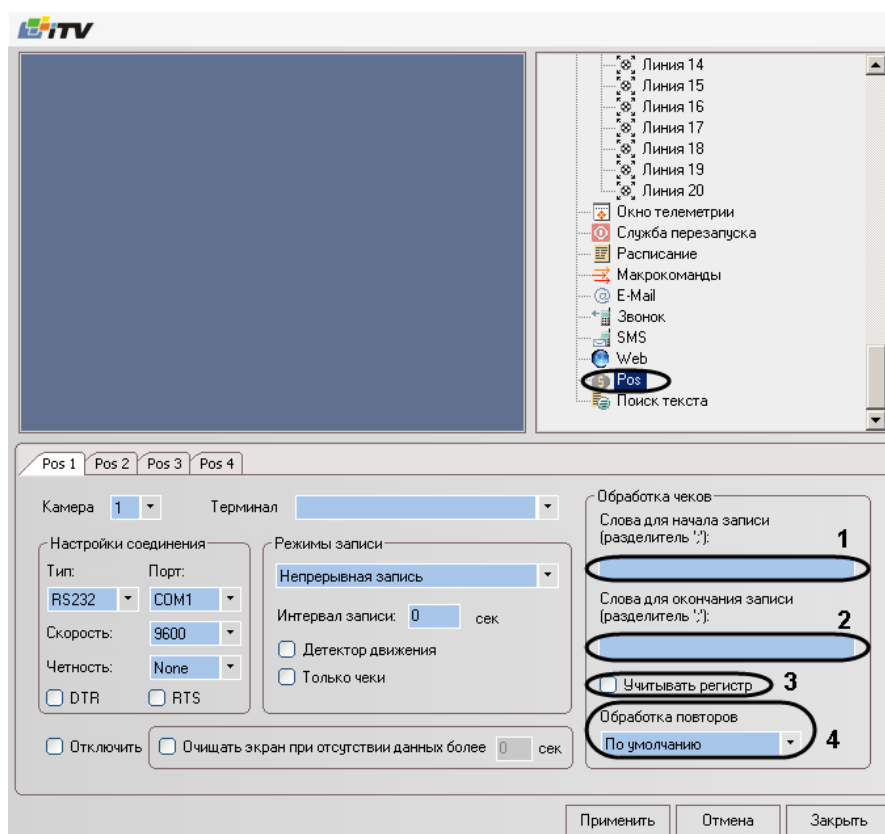 iTV
Линия 14
Линия 15
Линия 16
Линия 17
Линия 18
Линия 19
Линия 20
Окно телеметрии
Служба перезапуска
Расписание
Макрокоманды
E-Mail
Звонок
SMS
Web
Pos
Поиск текста
Pos 1 Pos 2 Pos 3 Pos 4
Камера 1 Терминал
Настройки соединения
Тип: Порт:
RS232 COM1
Скорость: 9600
Четность: None
DTR RTS
Режимы записи
Непрерывная запись
Интервал записи: 0 сек
Детектор движения
Только чеки
Отключить
Очищать экран при отсутствии данных более 0 сек
Обработка чеков
Слова для начала записи
(разделитель ';'): 1
Слова для окончания записи
(разделитель ';'): 2
Учитывать регистр 3
Обработка повторов
По умолчанию 4
Применить Отмена Закрыть